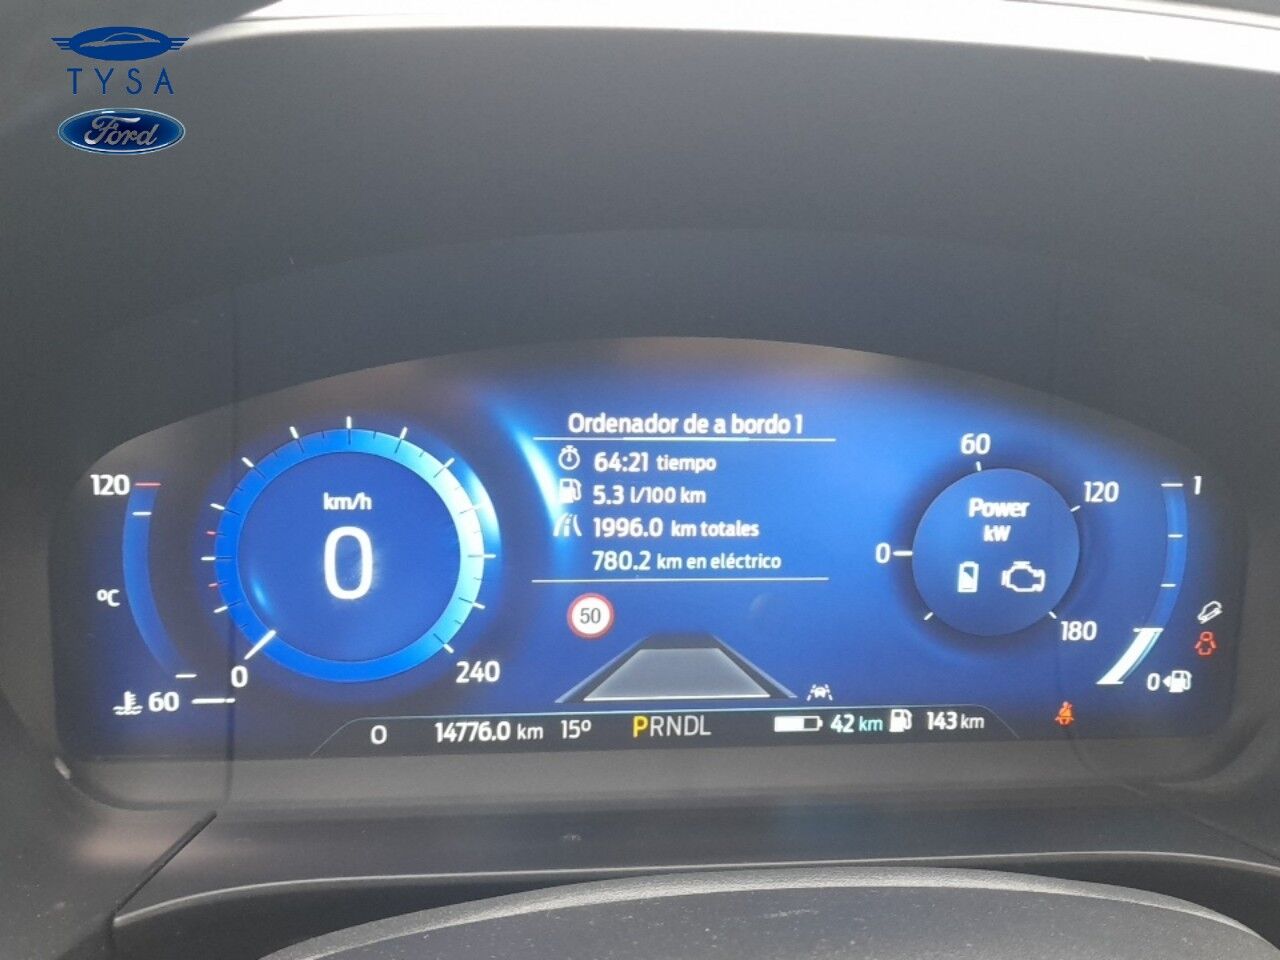 TYSA
Ford
Ordenador de a bordo 1
64:21 tiempo
5.3 l/100 km
1996.0 km totales
780.2 km en eléctrico
120
°C
60
km/h
0
0
240
50
60
120
Power
kW
0
180
1
0
0 14776.0 km 15° PRNDL 42 km 143 km